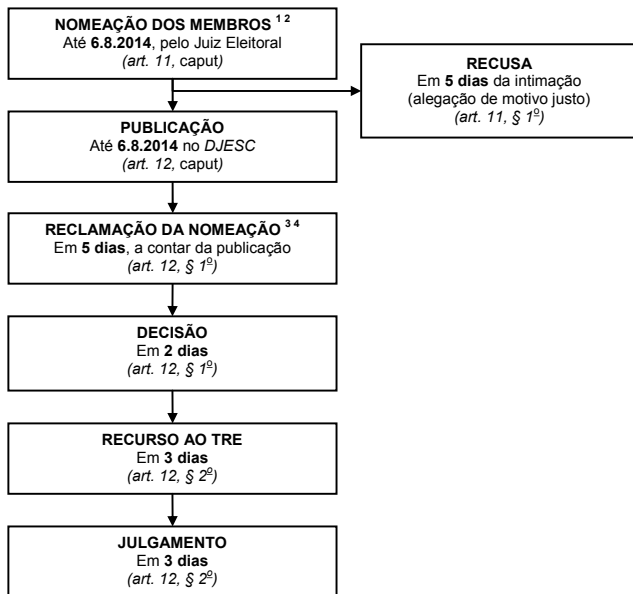 NOMEAÇÃO DOS MEMBROS 1 2
Até 6.8.2014, pelo Juiz Eleitoral
(art. 11, caput)
RECUSA
Em 5 dias da intimação
(alegação de motivo justo)
(art. 11, § 1º)
PUBLICAÇÃO
Até 6.8.2014 no DJESC
(art. 12, caput)
RECLAMAÇÃO DA NOMEAÇÃO 3 4
Em 5 dias, a contar da publicação
(art. 12, § 1º)
DECISÃO
Em 2 dias
(art. 12, § 1º)
RECURSO AO TRE
Em 3 dias
(art. 12, § 2º)
JULGAMENTO
Em 3 dias
(art. 12, § 2º)